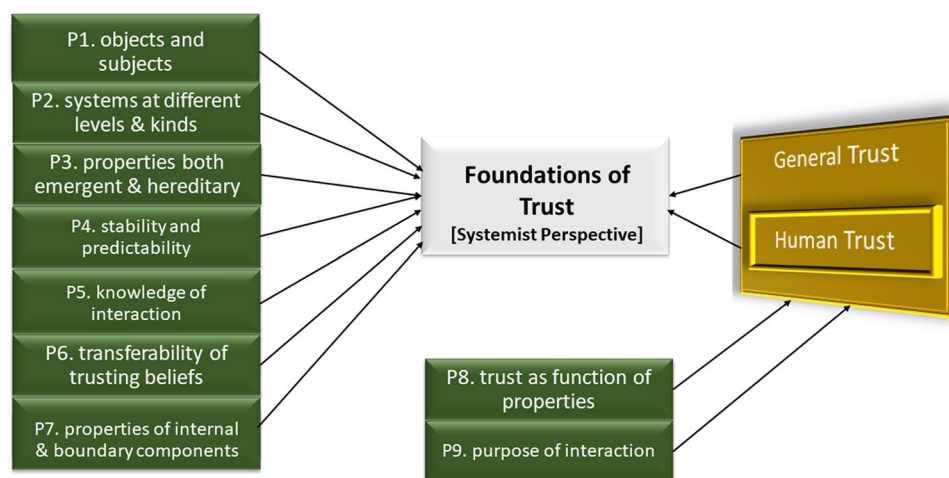 P1. objects and
subjects
P2. systems at different
levels & kinds
P3. properties both
emergent & hereditary
P4. stability and
predictability
P5. knowledge of
interaction
P6. transferability of
trusting beliefs
P7. properties of internal
& boundary components
Foundations of
Trust
[Systemist Perspective]
General Trust
Human Trust
P8. trust as function of
properties
P9. purpose of interaction